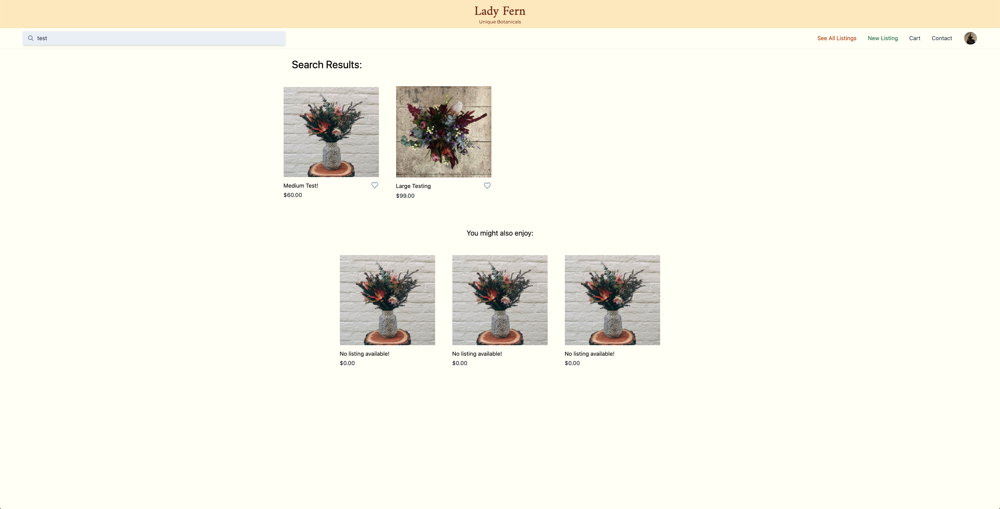 Lady Fern
Unique Botanicals
test
See All Listings
New Listing
Cart
Contact
Search Results:
Medium Test!
$60.00
Large Testing
$99.00
You might also enjoy:
No listing available!
$0.00
No listing available!
$0.00
No listing available!
$0.00